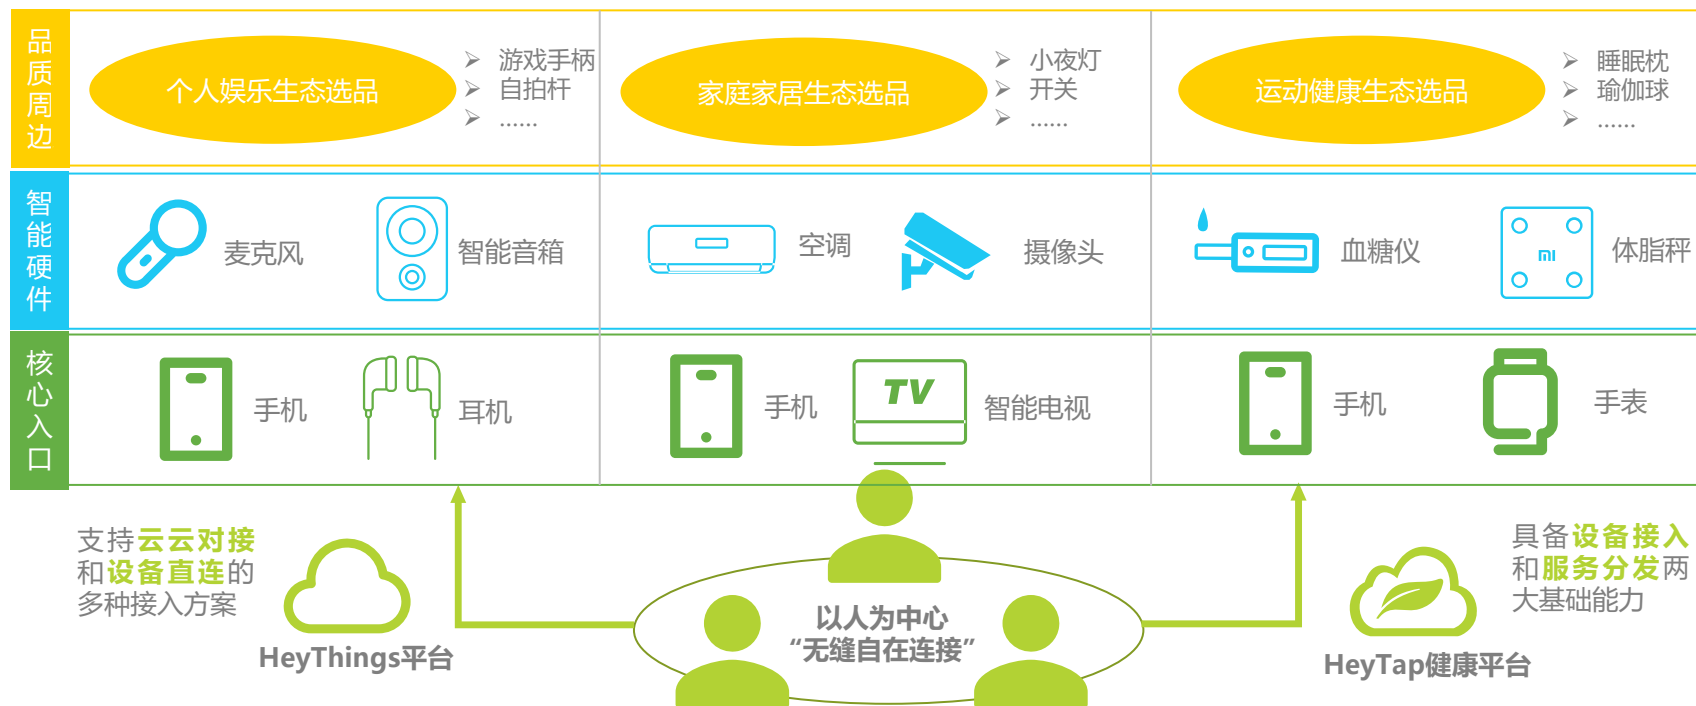 品质周边
个人娱乐生态选品
➢ 游戏手柄
➢ 自拍杆
➢ ......
家庭家居生态选品
➢ 小夜灯
➢ 开关
➢ ......
运动健康生态选品
➢ 睡眠枕
➢ 瑜伽球
➢ ......
智能硬件
麦克风
智能音箱
空调
摄像头
血糖仪
mi
体脂秤
核心入口
手机
耳机
手机
TV
智能电视
手机
手表
支持云云对接
和设备直连的
多种接入方案
HeyThings平台
以人为中心
“无缝自在连接”
具备设备接入
和服务分发两
大基础能力
HeyTap健康平台